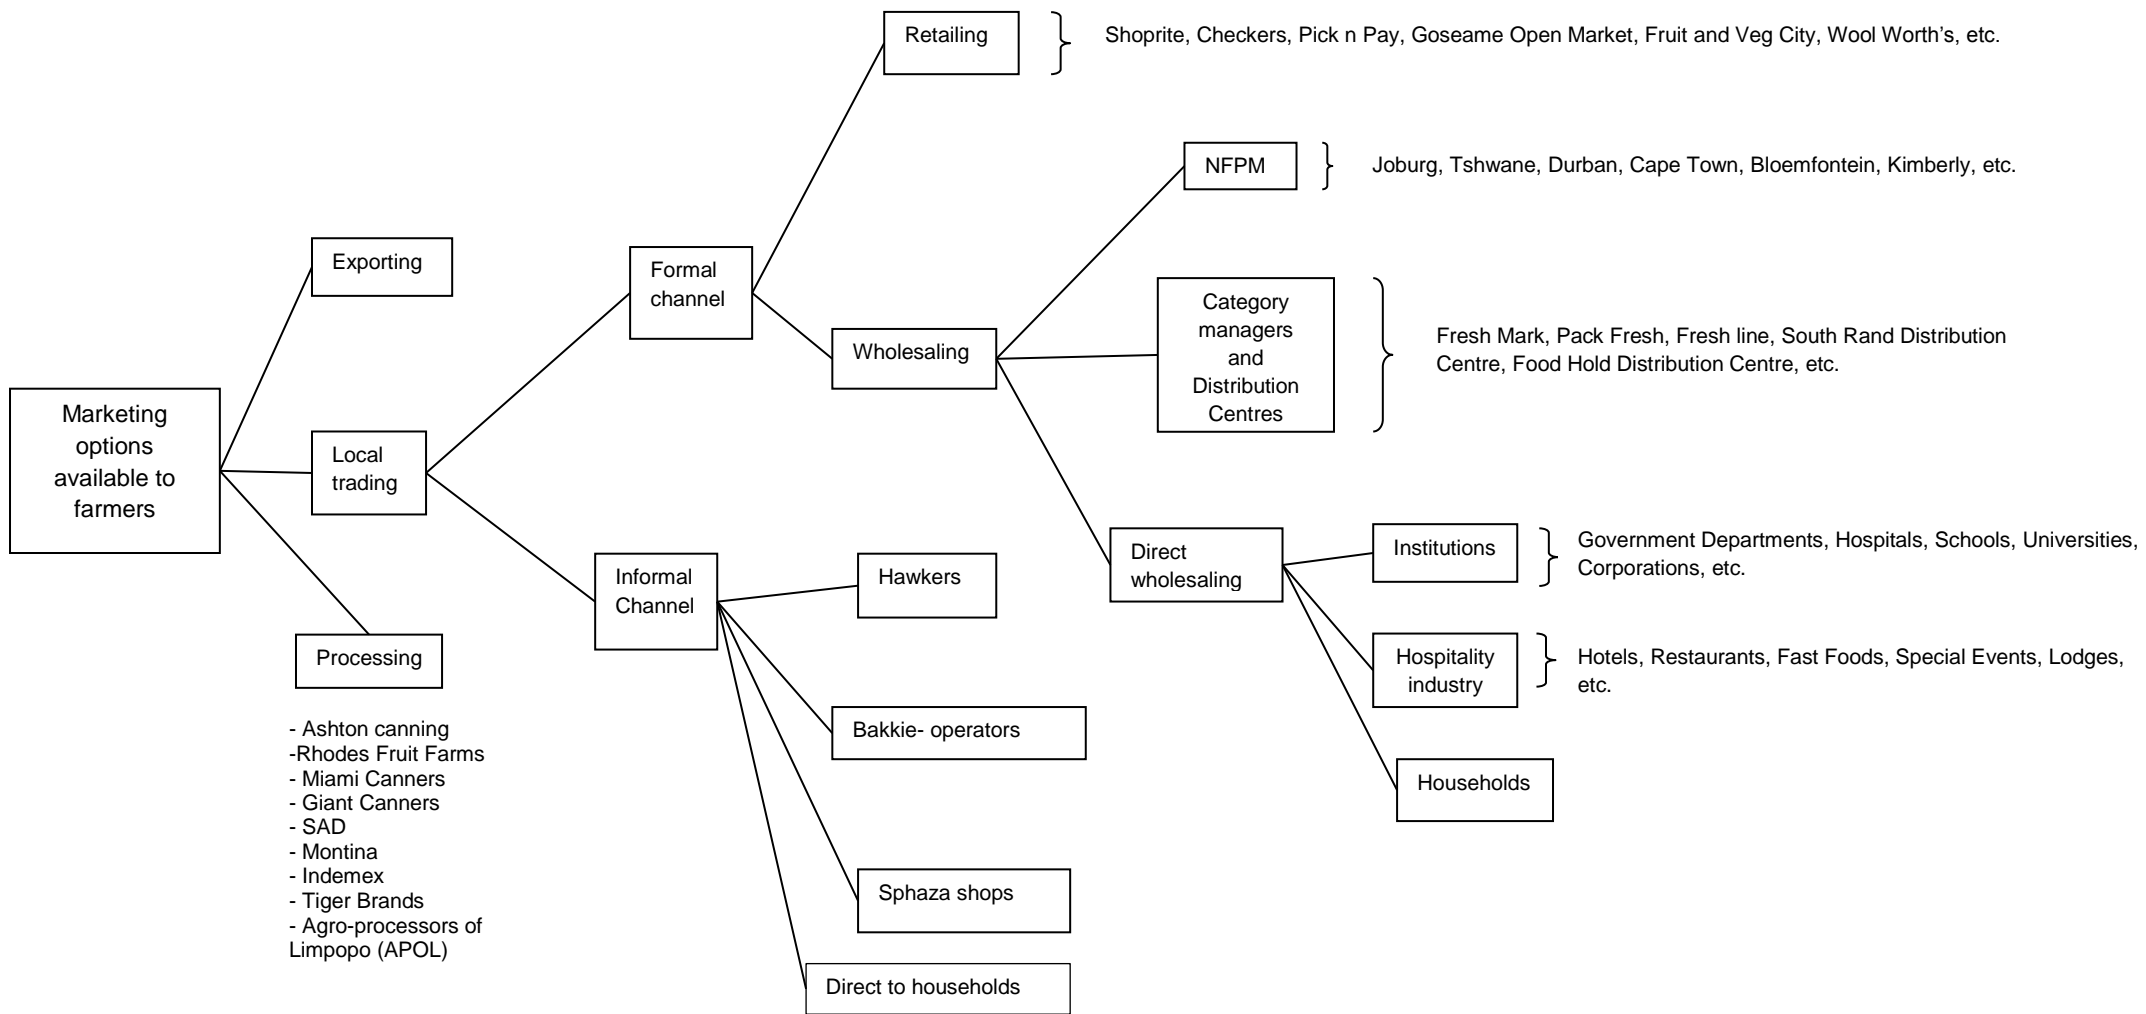 Retailing
Shoprite, Checkers, Pick n Pay, Goseame Open Market, Fruit and Veg City, Wool Worth's, etc.
NFPM
Joburg, Tshwane, Durban, Cape Town, Bloemfontein, Kimberly, etc.
Exporting
Formal
channel
Wholesaling
Category
managers
and
Distribution
Centres
Fresh Mark, Pack Fresh, Fresh line, South Rand Distribution
Centre, Food Hold Distribution Centre, etc.
Marketing
options
available to
farmers
Local
trading
Direct
wholesaling
Institutions
Government Departments, Hospitals, Schools, Universities,
Corporations, etc.
Informal
Channel
Hawkers
Processing
Hospitality
industry
Hotels, Restaurants, Fast Foods, Special Events, Lodges,
etc.
Bakkie- operators
Households
- Ashton canning
-Rhodes Fruit Farms
- Miami Canners
- Giant Canners
- SAD
- Montina
- Indemex
- Tiger Brands
- Agro-processors of
Limpopo (APOL)
Sphaza shops
Direct to households